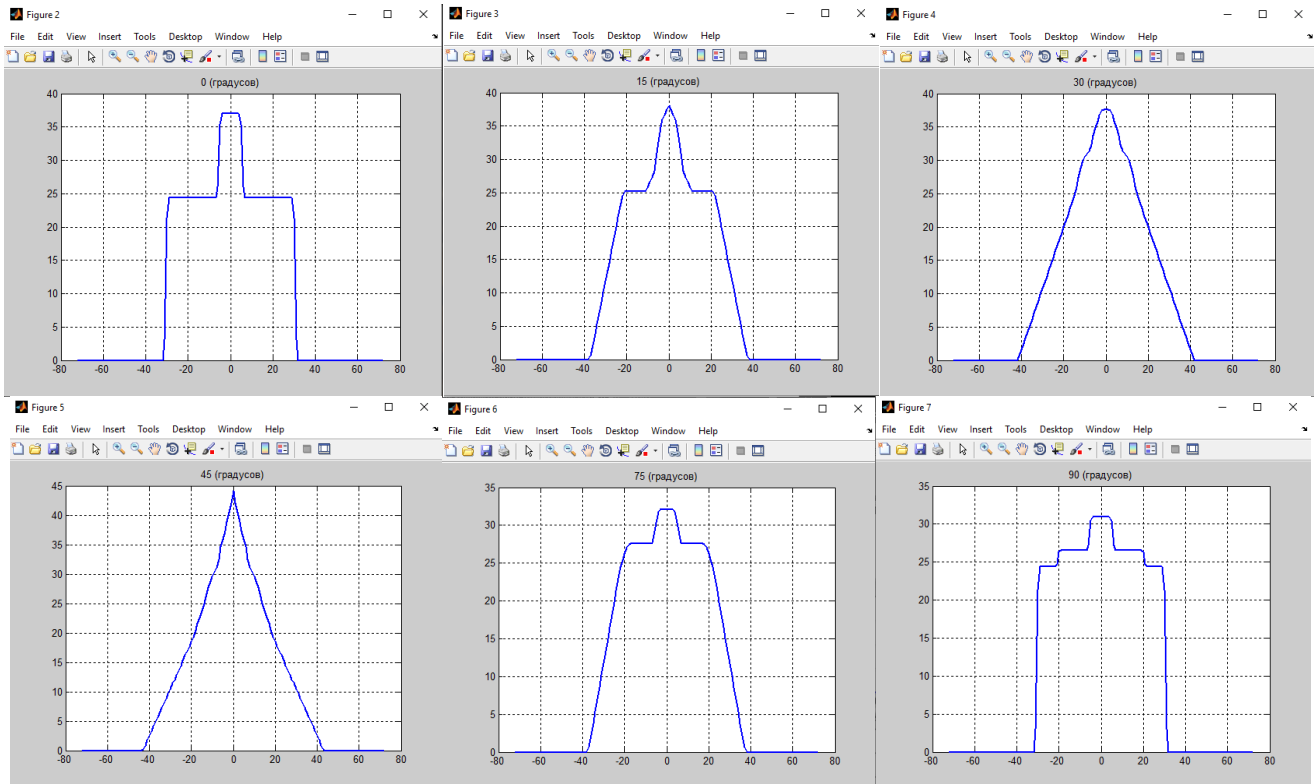 Figure 2
File Edit View Insert Tools Desktop Window Help
0 (градусов)
40
35
30
25
20
15
10
5
0
-80 -60 -40 -20 0 20 40 60 80
Figure 3
File Edit View Insert Tools Desktop Window Help
15 (градусов)
40
35
30
25
20
15
10
5
0
-80 -60 -40 -20 0 20 40 60 80
Figure 4
File Edit View Insert Tools Desktop Window Help
30 (градусов)
40
35
30
25
20
15
10
5
0
-80 -60 -40 -20 0 20 40 60 80
Figure 5
File Edit View Insert Tools Desktop Window Help
45 (градусов)
45
40
35
30
25
20
15
10
5
0
-80 -60 -40 -20 0 20 40 60 80
Figure 6
File Edit View Insert Tools Desktop Window Help
75 (градусов)
35
30
25
20
15
10
5
0
-80 -60 -40 -20 0 20 40 60 80
Figure 7
File Edit View Insert Tools Desktop Window Help
90 (градусов)
35
30
25
20
15
10
5
0
-80 -60 -40 -20 0 20 40 60 80